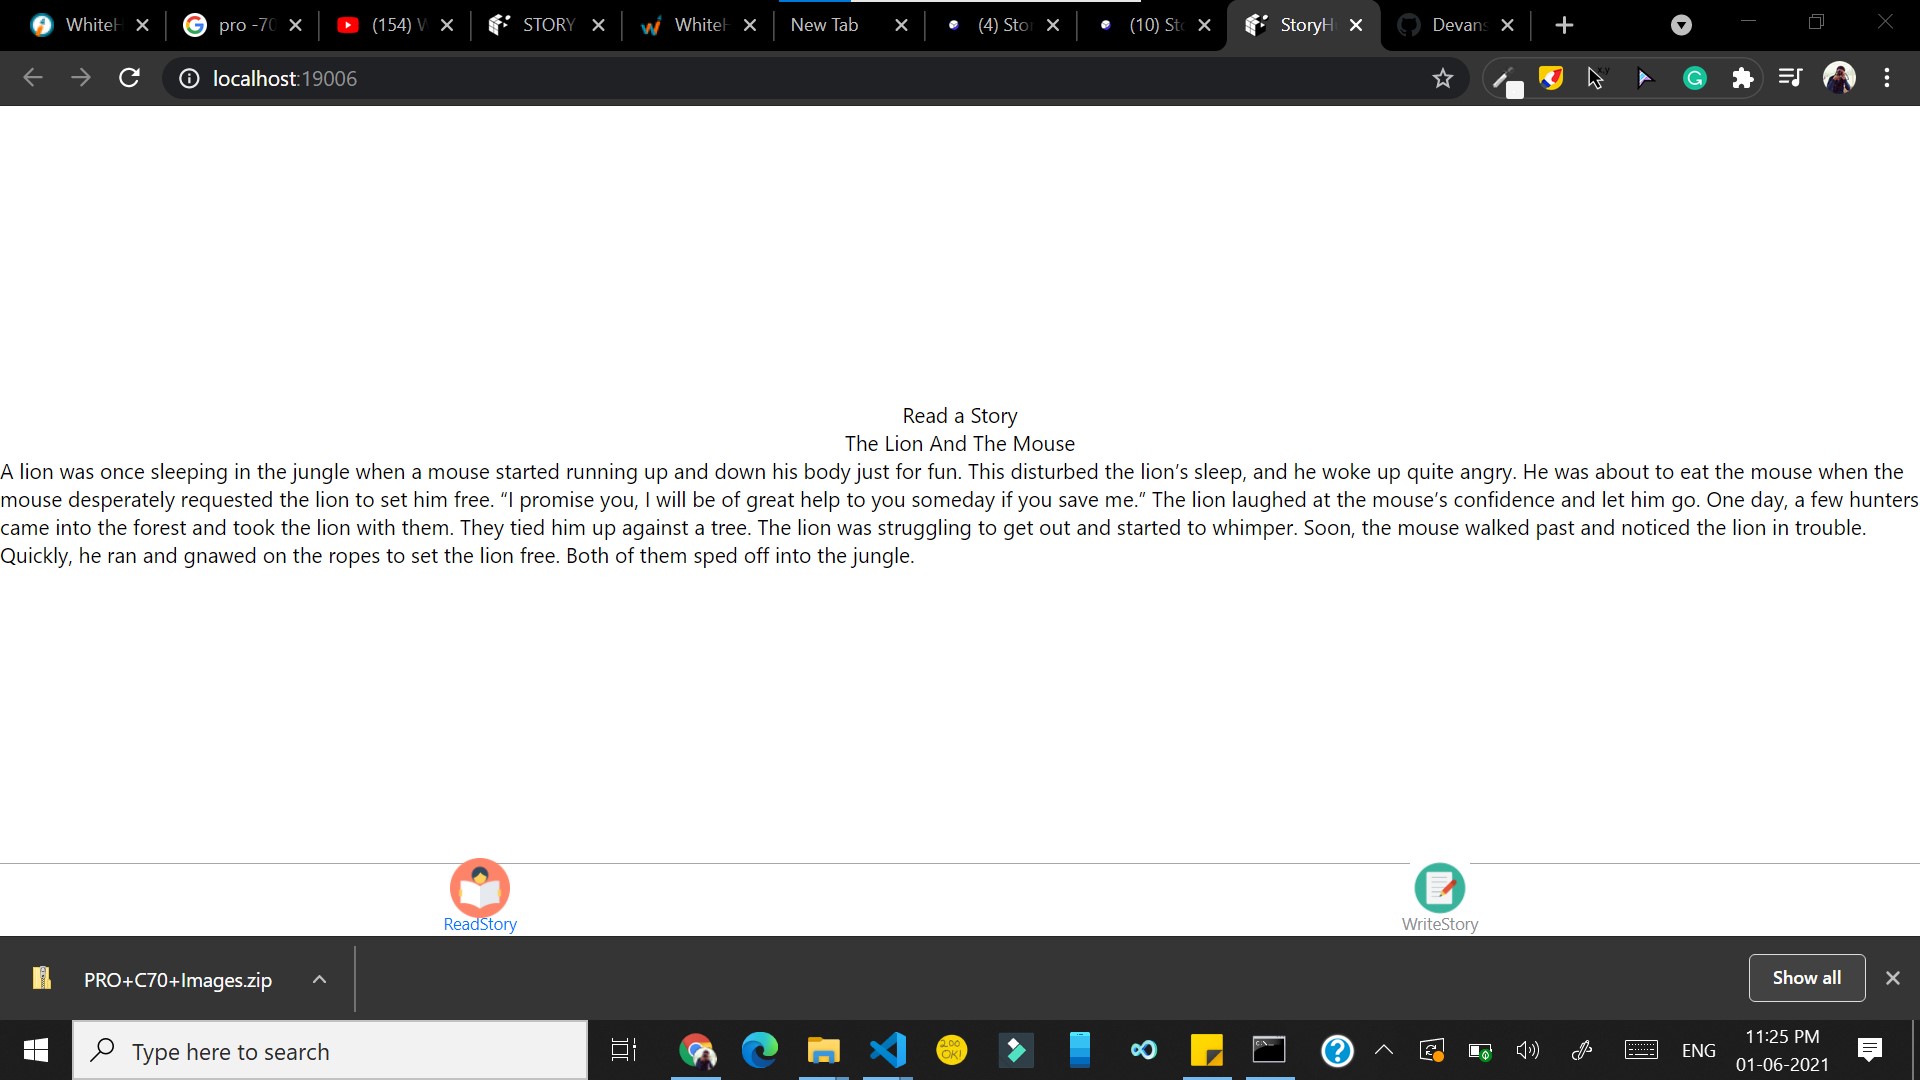 WhiteH
pro -70
(154) W
STORY
WhiteH
New Tab
(4) Sto
(10) Sto
StoryH
Devans
localhost:19006
Read a Story
The Lion And The Mouse
A lion was once sleeping in the jungle when a mouse started running up and down his body just for fun. This disturbed the lion’s sleep, and he woke up quite angry. He was about to eat the mouse when the
mouse desperately requested the lion to set him free. “I promise you, I will be of great help to you someday if you save me.” The lion laughed at the mouse’s confidence and let him go. One day, a few hunters
came into the forest and took the lion with them. They tied him up against a tree. The lion was struggling to get out and started to whimper. Soon, the mouse walked past and noticed the lion in trouble.
Quickly, he ran and gnawed on the ropes to set the lion free. Both of them sped off into the jungle.
ReadStory
WriteStory
PRO+C70+Images.zip
Show all
Type here to search
200
OK!
ENG
11:25 PM
01-06-2021